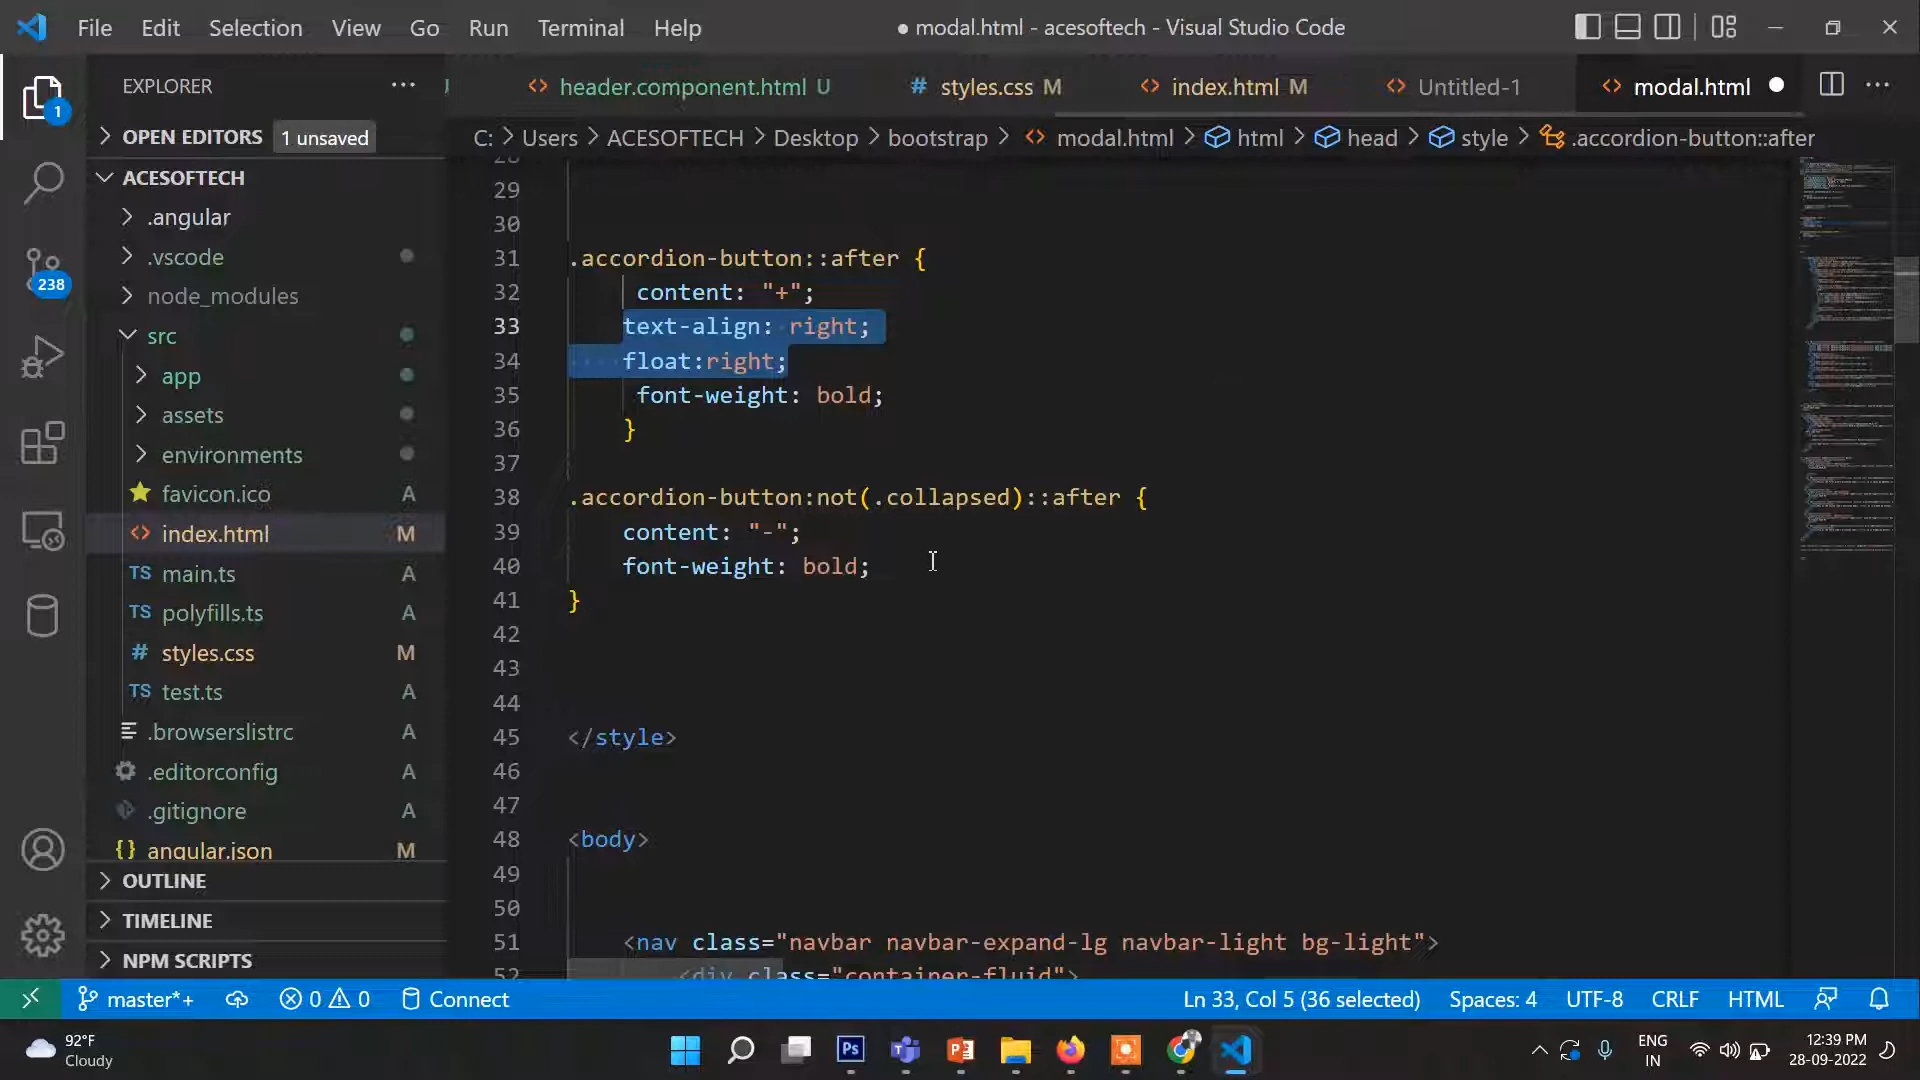 File Edit Selection View Go Run Terminal Help
● modal.html - acesoftech - Visual Studio Code
EXPLORER
header.component.html U
# styles.css M
index.html M
Untitled-1
modal.html
OPEN EDITORS 1 unsaved
C: > Users > ACESOFTECH > Desktop > bootstrap > modal.html > html > head > style > .accordion-button::after
ACESOFTECH
.angular
.vscode
node_modules
src
app
assets
environments
favicon.ico A
index.html M
TS main.ts A
TS polyfills.ts A
# styles.css M
TS test.ts A
.browserslistrc A
.editorconfig A
.gitignore A
{} angular.json M
OUTLINE
TIMELINE
NPM SCRIPTS
1
238
28
29
30
31 .accordion-button::after {
32 content: "+";
33 text-align: right;
34 float:right;
35 font-weight: bold;
36 }
37
38 .accordion-button:not(.collapsed)::after {
39 content: "-";
40 font-weight: bold;
41 }
42
43
44
45 </style>
46
47
48 <body>
49
50
51 <nav class="navbar navbar-expand-lg navbar-light bg-light">
52 <div class="container-fluid">
master*+ 0 0 Connect
Ln 33, Col 5 (36 selected) Spaces: 4 UTF-8 CRLF HTML
92°F
Cloudy
Ps
ENG
IN
12:39 PM
28-09-2022